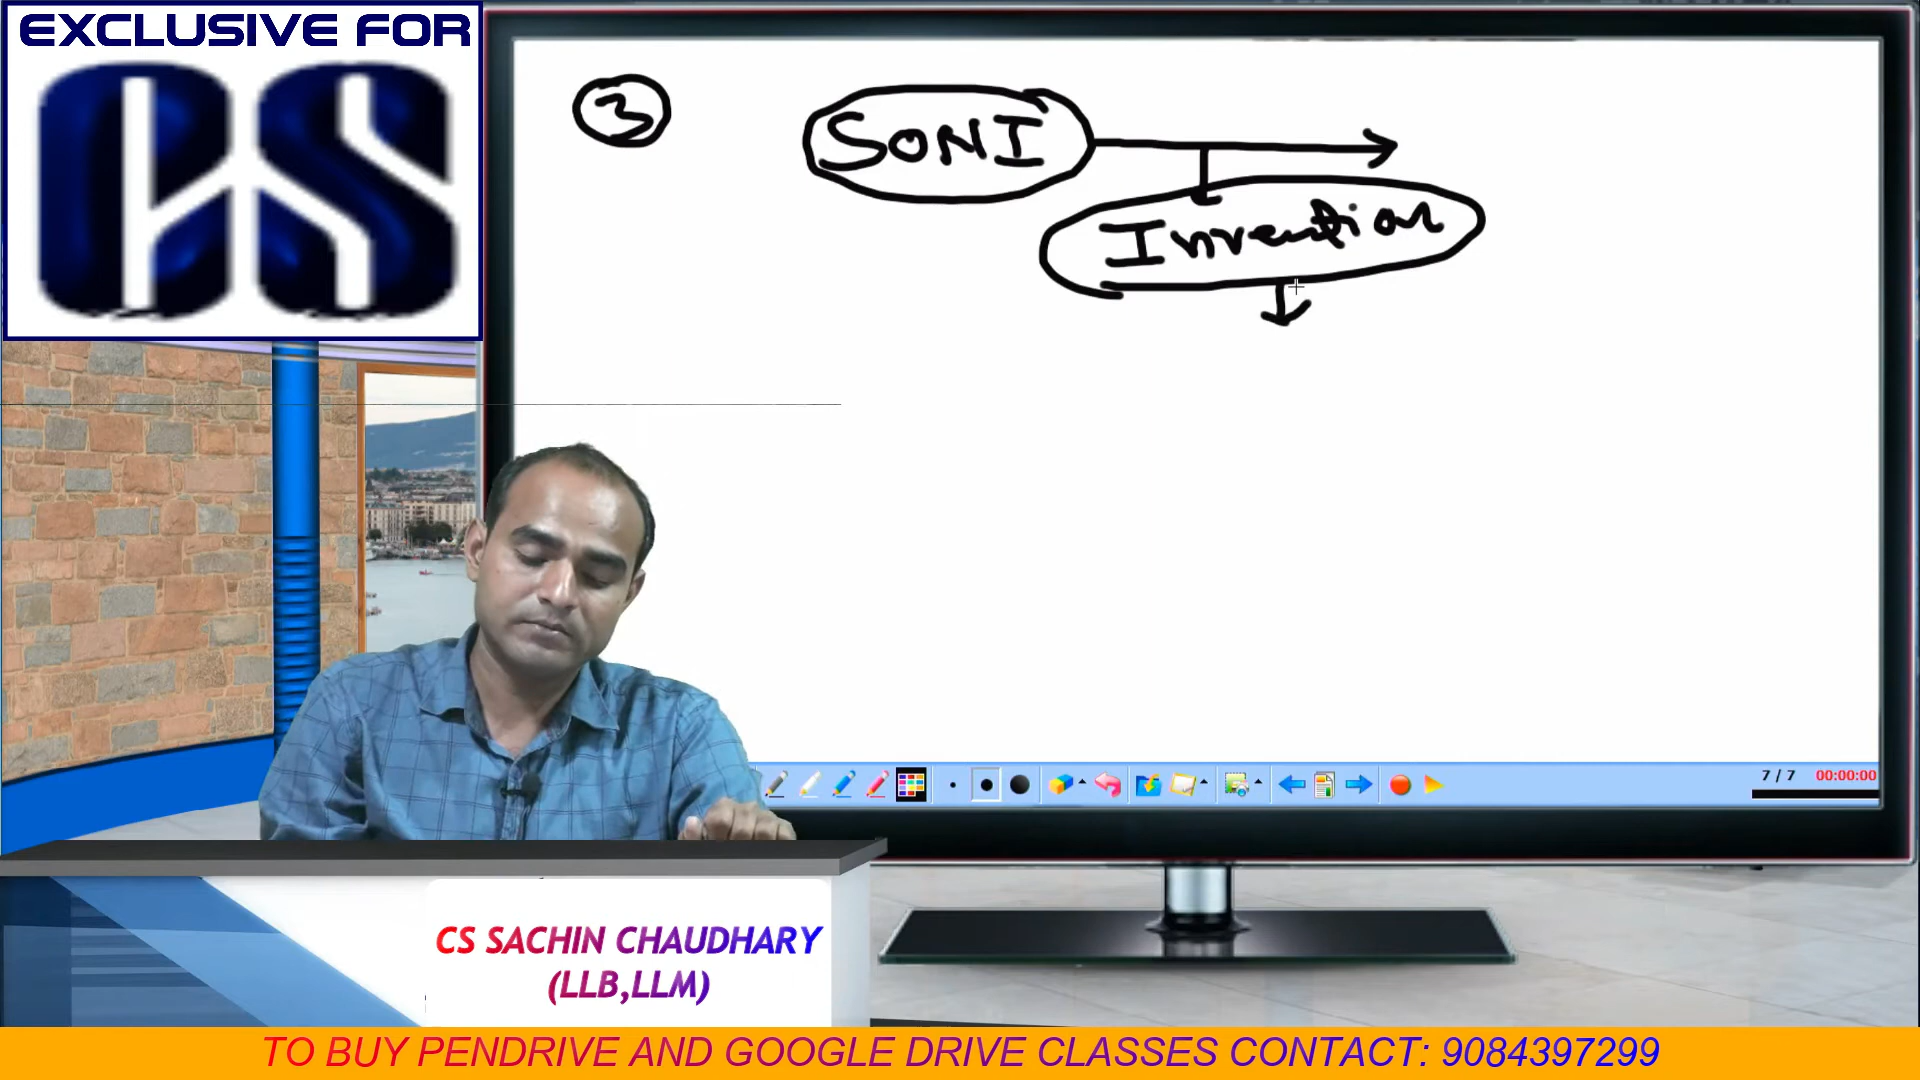 EXCLUSIVE FOR
CS
3
SONI
Invention
7 / 7 00:00:00
CS SACHIN CHAUDHARY
(LLB,LLM)
TO BUY PENDRIVE AND GOOGLE DRIVE CLASSES CONTACT: 9084397299